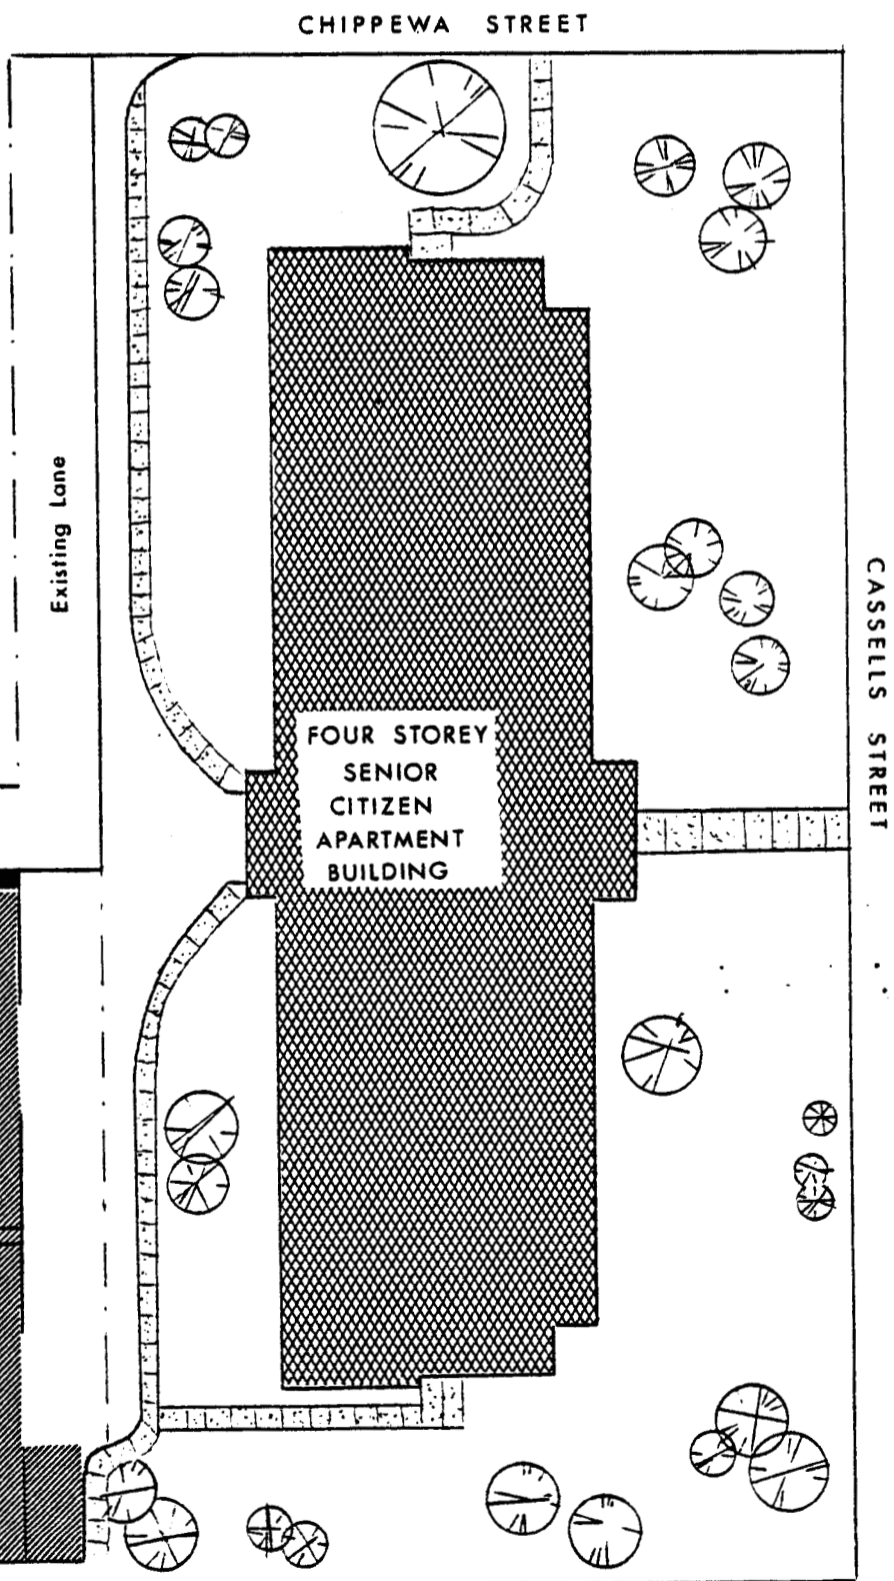 CHIPPEWA STREET
Existing Lane
FOUR STOREY
SENIOR
CITIZEN
APARTMENT
BUILDING
CASSELLS STREET